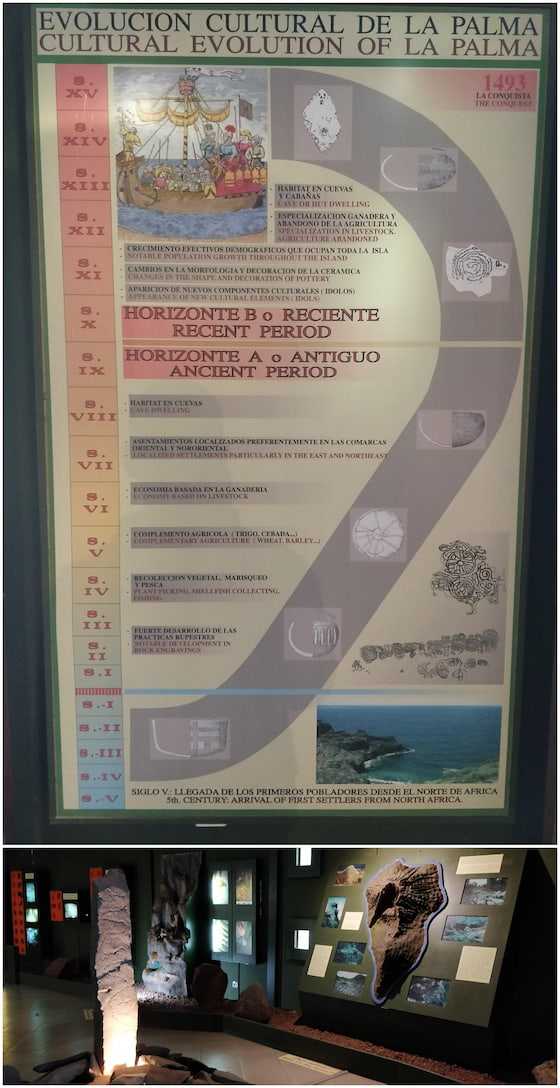 EVOLUCION CULTURAL DE LA PALMA
CULTURAL EVOLUTION OF LA PALMA
S. XV
S. XIV
S. XIII
S. XII
S. XI
S. X
S. IX
S. VIII
S. VII
S. VI
S. V
S. IV
S. III
S. II
S. I
S.-I
S.-II
S.-III
S.-IV
S.-V
1493
LA CONQUISTA
THE CONQUEST
- HABITAT EN CUEVAS
Y CABAÑAS
- CAVE OR HUT DWELLING
- ESPECIALIZACION GANADERA Y
ABANDONO DE LA AGRICULTURA
- SPECIALIZATION IN LIVESTOCK.
AGRICULTURE ABANDONED
- CRECIMIENTO EFECTIVOS DEMOGRAFICOS QUE OCUPAN TODA LA ISLA
- NOTABLE POPULATION GROWTH THROUGHOUT THE ISLAND
- CAMBIOS EN LA MORFOLOGIA Y DECORACION DE LA CERAMICA
- CHANGES IN THE SHAPE AND DECORATION OF POTTERY
- APARICION DE NUEVOS COMPONENTES CULTURALES ( IDOLOS)
- APPEARANCE OF NEW CULTURAL ELEMENTS ( IDOLS)
HORIZONTE B o RECIENTE
RECENT PERIOD
HORIZONTE A o ANTIGUO
ANCIENT PERIOD
- HABITAT EN CUEVAS
- CAVE DWELLING
- ASENTAMIENTOS LOCALIZADOS PREFERENTEMENTE EN LAS COMARCAS
ORIENTAL Y NORORIENTAL
- LOCALIZED SETTLEMENTS PARTICULARLY IN THE EAST AND NORTHEAST
- ECONOMIA BASADA EN LA GANADERIA
- ECONOMY BASED ON LIVESTOCK
- COMPLEMENTO AGRICOLA ( TRIGO, CEBADA...)
- COMPLEMENTARY AGRICULTURE ( WHEAT, BARLEY...)
- RECOLECCION VEGETAL, MARISQUEO
Y PESCA
- PLANT PICKING, SHELLFISH COLLECTING,
FISHING.
- FUERTE DESARROLLO DE LAS
PRACTICAS RUPESTRES
- NOTABLE DEVELOPMENT IN
ROCK ENGRAVINGS
SIGLO V.: LLEGADA DE LOS PRIMEROS POBLADORES DESDE EL NORTE DE AFRICA
5th. CENTURY: ARRIVAL OF FIRST SETTLERS FROM NORTH AFRICA.